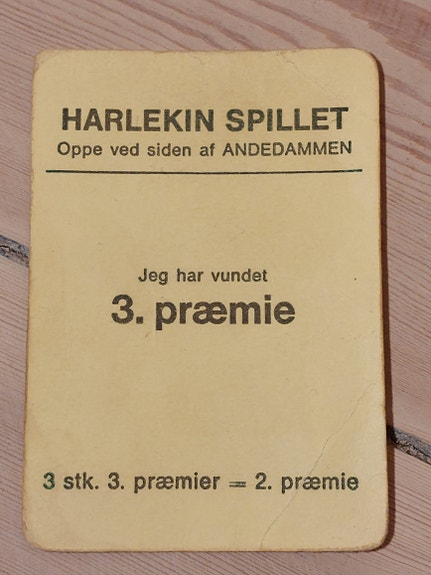 HARLEKIN SPILLET
Oppe ved siden af ANDEDAMMEN
Jeg har vundet
3. præmie
3 stk. 3. præmier = 2. præmie